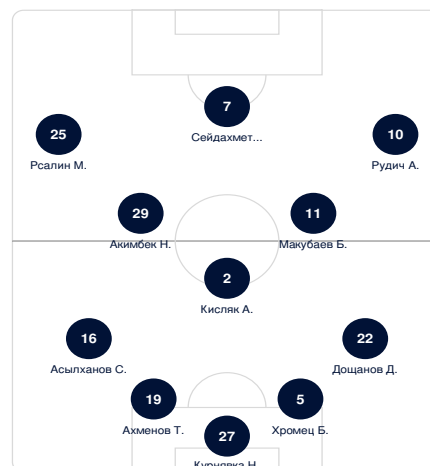 7
Сейдахмет...
25
Рсалин М.
10
Рудич А.
29
Акимбек Н.
11
Макубаев Б.
2
Кисляк А.
16
Асылханов С.
22
Дощанов Д.
19
Ахменов Т.
5
Хромец Б.
27
Курнявка Н.